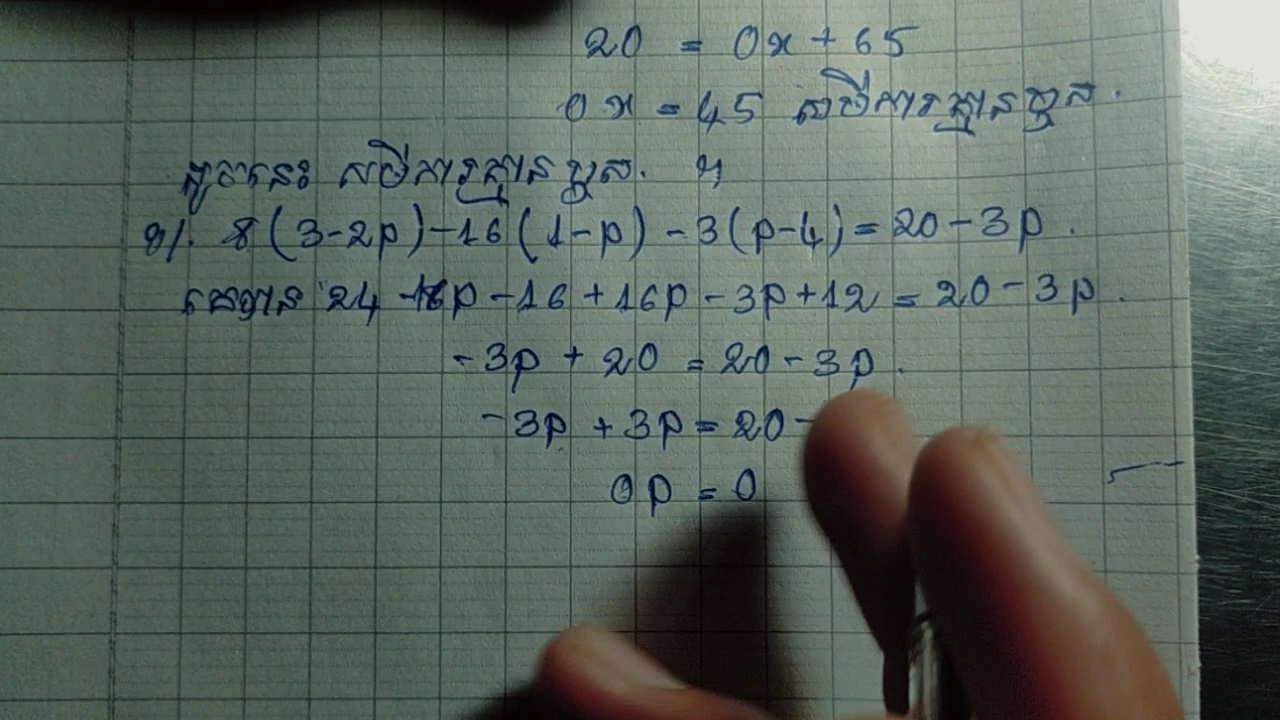 20 = 0x + 65
0x = 45 សមីការគ្មានឫស.
ដូចនេះ សមីការគ្មានឫស. ។
8(3-2p)-16(1-p)-3(p-4)=20-3p.
គេបាន 24-16p-16+16p-3p+12=20-3p.
-3p + 20 = 20-3p.
-3p +3p = 20-
0p = 0